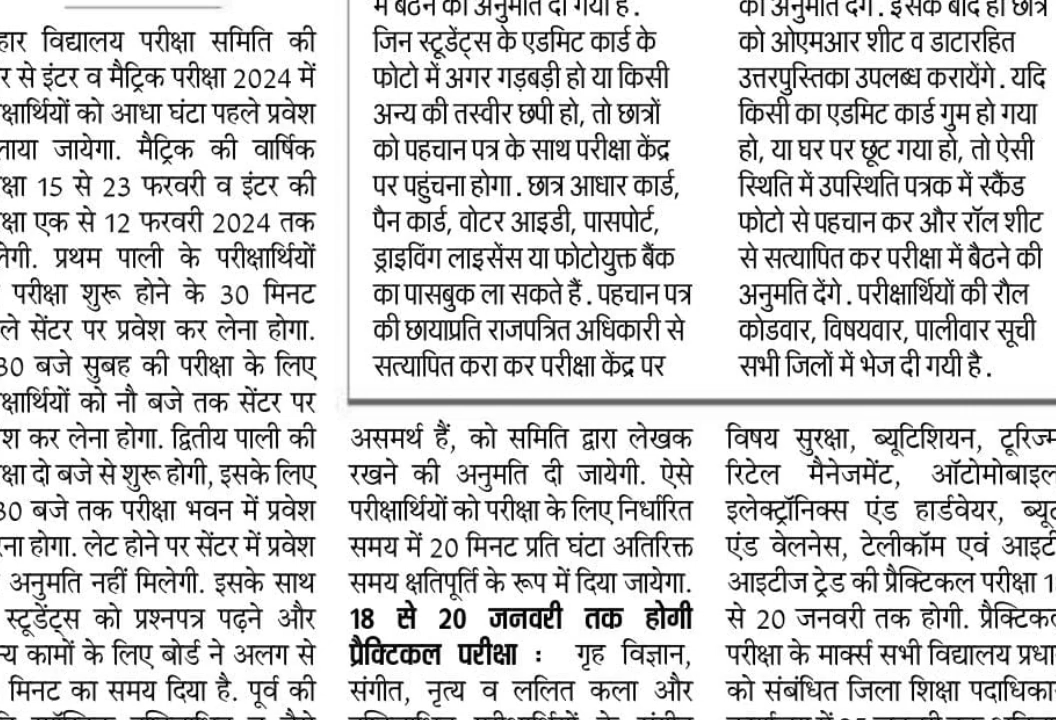 विद्यालय परीक्षा समिति की
से इंटर व मैट्रिक परीक्षा 2024 में
को आधा घंटा पहले प्रवेश
जायेगा. मैट्रिक की वार्षिक
15 से 23 फरवरी व इंटर की
एक से 12 फरवरी 2024 तक
प्रथम पाली के परीक्षार्थियों
परीक्षा शुरू होने के 30 मिनट
सेंटर पर प्रवेश कर लेना होगा.
बजे सुबह की परीक्षा के लिए
को नौ बजे तक सेंटर पर
कर लेना होगा. द्वितीय पाली की
दो बजे से शुरू होगी, इसके लिए
बजे तक परीक्षा भवन में प्रवेश
होगा. लेट होने पर सेंटर में प्रवेश
अनुमति नहीं मिलेगी. इसके साथ
स्टूडेंट्स को प्रश्नपत्र पढ़ने और
कामों के लिए बोर्ड ने अलग से
मिनट का समय दिया है. पूर्व की
में बैठने की अनुमति दी गयी है.
जिन स्टूडेंट्स के एडमिट कार्ड के
फोटो में अगर गड़बड़ी हो या किसी
अन्य की तस्वीर छपी हो, तो छात्रों
को पहचान पत्र के साथ परीक्षा केंद्र
पर पहुंचना होगा. छात्र आधार कार्ड,
पैन कार्ड, वोटर आइडी, पासपोर्ट,
ड्राइविंग लाइसेंस या फोटोयुक्त बैंक
का पासबुक ला सकते हैं. पहचान पत्र
की छायाप्रति राजपत्रित अधिकारी से
सत्यापित करा कर परीक्षा केंद्र पर
की अनुमति देंगे. इसके बाद ही छात्र
को ओएमआर शीट व डाटारहित
उत्तरपुस्तिका उपलब्ध करायेंगे. यदि
किसी का एडमिट कार्ड गुम हो गया
हो, या घर पर छूट गया हो, तो ऐसी
स्थिति में उपस्थिति पत्रक में स्कैंड
फोटो से पहचान कर और रॉल शीट
से सत्यापित कर परीक्षा में बैठने की
अनुमति देंगे. परीक्षार्थियों की रौल
कोडवार, विषयवार, पालीवार सूची
सभी जिलों में भेज दी गयी है.
असमर्थ हैं, को समिति द्वारा लेखक
रखने की अनुमति दी जायेगी. ऐसे
परीक्षार्थियों को परीक्षा के लिए निर्धारित
समय में 20 मिनट प्रति घंटा अतिरिक्त
समय क्षतिपूर्ति के रूप में दिया जायेगा.
18 से 20 जनवरी तक होगी
प्रैक्टिकल परीक्षा : गृह विज्ञान,
संगीत, नृत्य व ललित कला और
विषय सुरक्षा, ब्यूटिशियन,
रिटेल मैनेजमेंट, ऑटोमोबाइल
इलेक्ट्रॉनिक्स एंड हार्डवेयर,
एंड वेलनेस, टेलीकॉम एवं
आइटीज ट्रेड की प्रैक्टिकल परीक्षा
से 20 जनवरी तक होगी.
परीक्षा के मार्क्स सभी विद्यालय
को संबंधित जिला शिक्षा